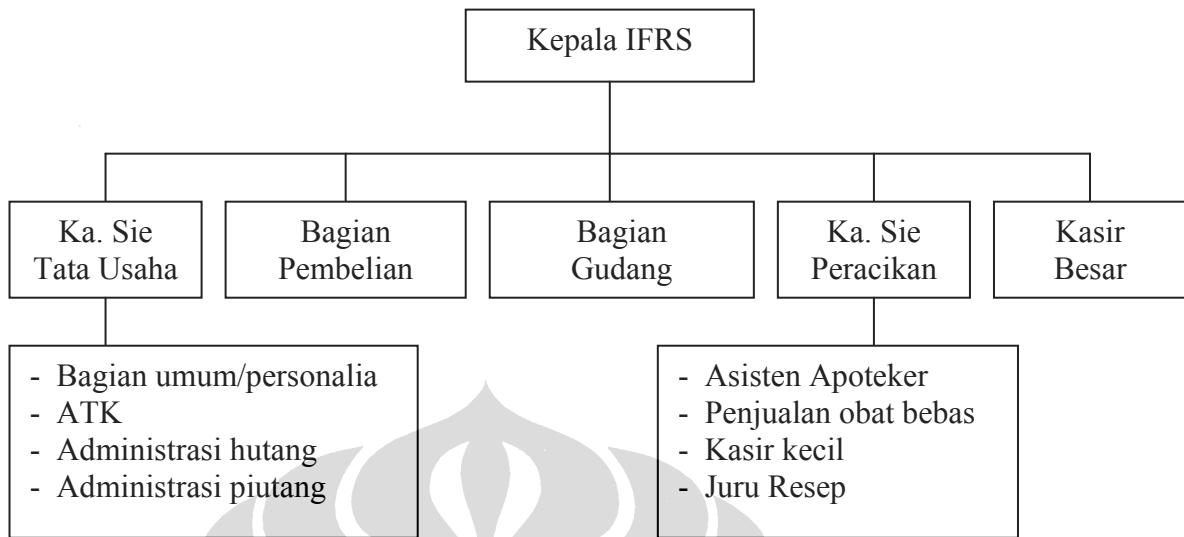 Kepala IFRS
Ka. Sie
Tata Usaha
Bagian
Pembelian
Bagian
Gudang
Ka. Sie
Peracikan
Kasir
Besar
- Bagian umum/personalia
- ATK
- Administrasi hutang
- Administrasi piutang
- Asisten Apoteker
- Penjualan obat bebas
- Kasir kecil
- Juru Resep